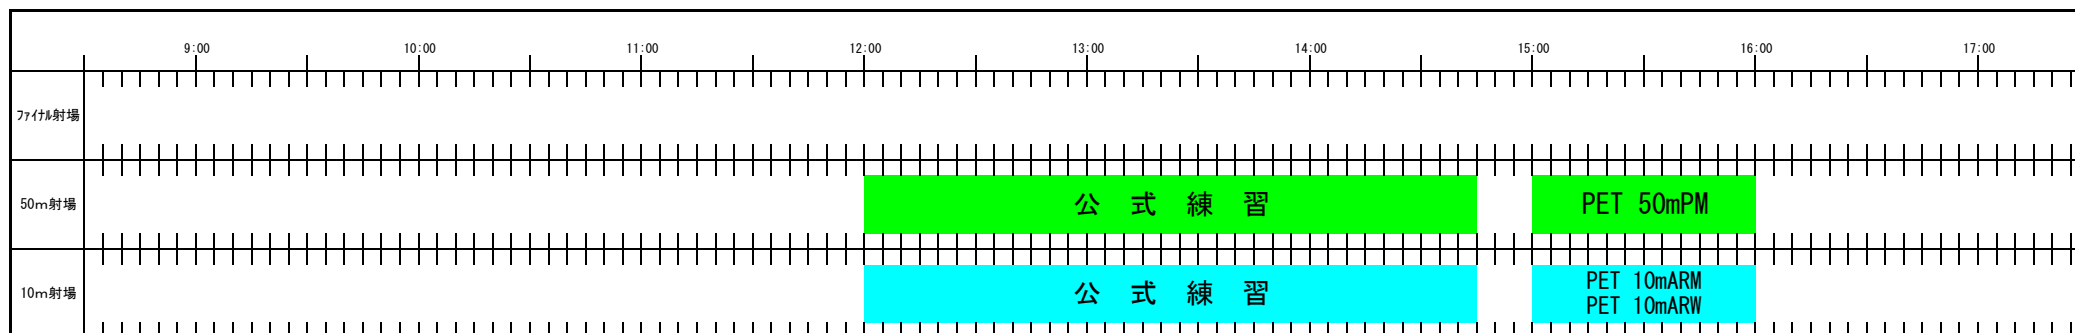 9:00 10:00 11:00 12:00 13:00 14:00 15:00 16:00 17:00
ﾌｧｲﾅﾙ射場
50ｍ射場 公 式 練 習 PET 50mPM
10ｍ射場 公 式 練 習 PET 10mARM
PET 10mARW